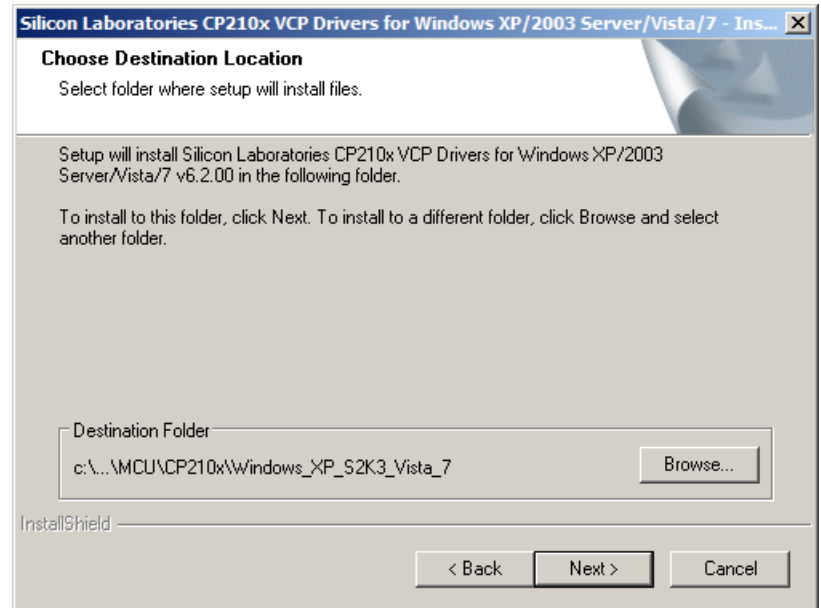 Silicon Laboratories CP210x VCP Drivers for Windows XP/2003 Server/Vista/7 - Ins...
Choose Destination Location
Select folder where setup will install files.
Setup will install Silicon Laboratories CP210x VCP Drivers for Windows XP/2003
Server/Vista/7 v6.2.00 in the following folder.
To install to this folder, click Next. To install to a different folder, click Browse and select
another folder.
Destination Folder
c:\...\MCU\CP210x\Windows_XP_S2K3_Vista_7
Browse...
InstallShield
< Back
Next >
Cancel